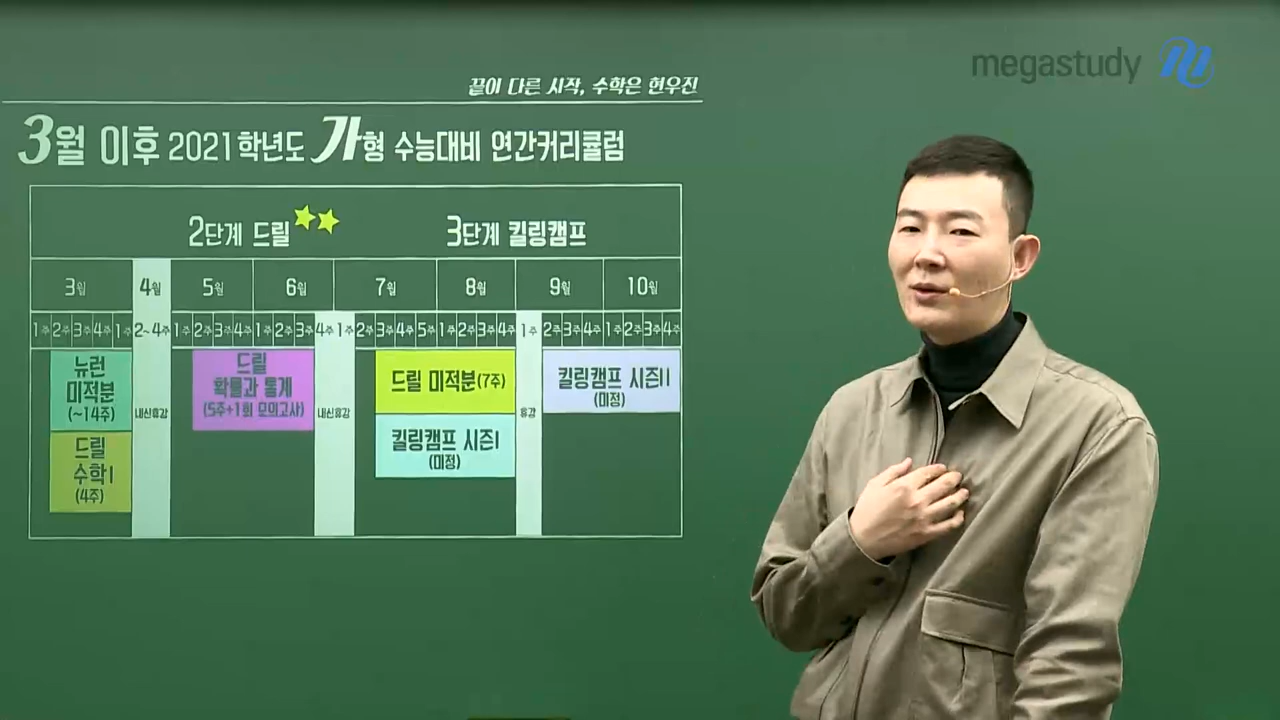 megastudy
끝이 다른 시작, 수학은 현우진
3월 이후 2021학년도 가형 수능대비 연간커리큘럼
2단계 드릴 3단계 킬링캠프
3월 4월 5월 6월 7월 8월 9월 10월
1주 2주 3주 4주 1주 2~4주 1주 2주 3주 4주 1주 2주 3주 4주 1주 2주 3주 4주 5주 1주 2주 3주 4주 1주 2주 3주 4주 1주 2주 3주 4주
뉴런
미적분
(~14주)
드릴
수학I
(4주)
내신휴강
드릴
확률과 통계
(5주+1회 모의고사)
내신휴강
드릴 미적분(7주)
킬링캠프 시즌I
(미정)
휴강
킬링캠프 시즌II
(미정)